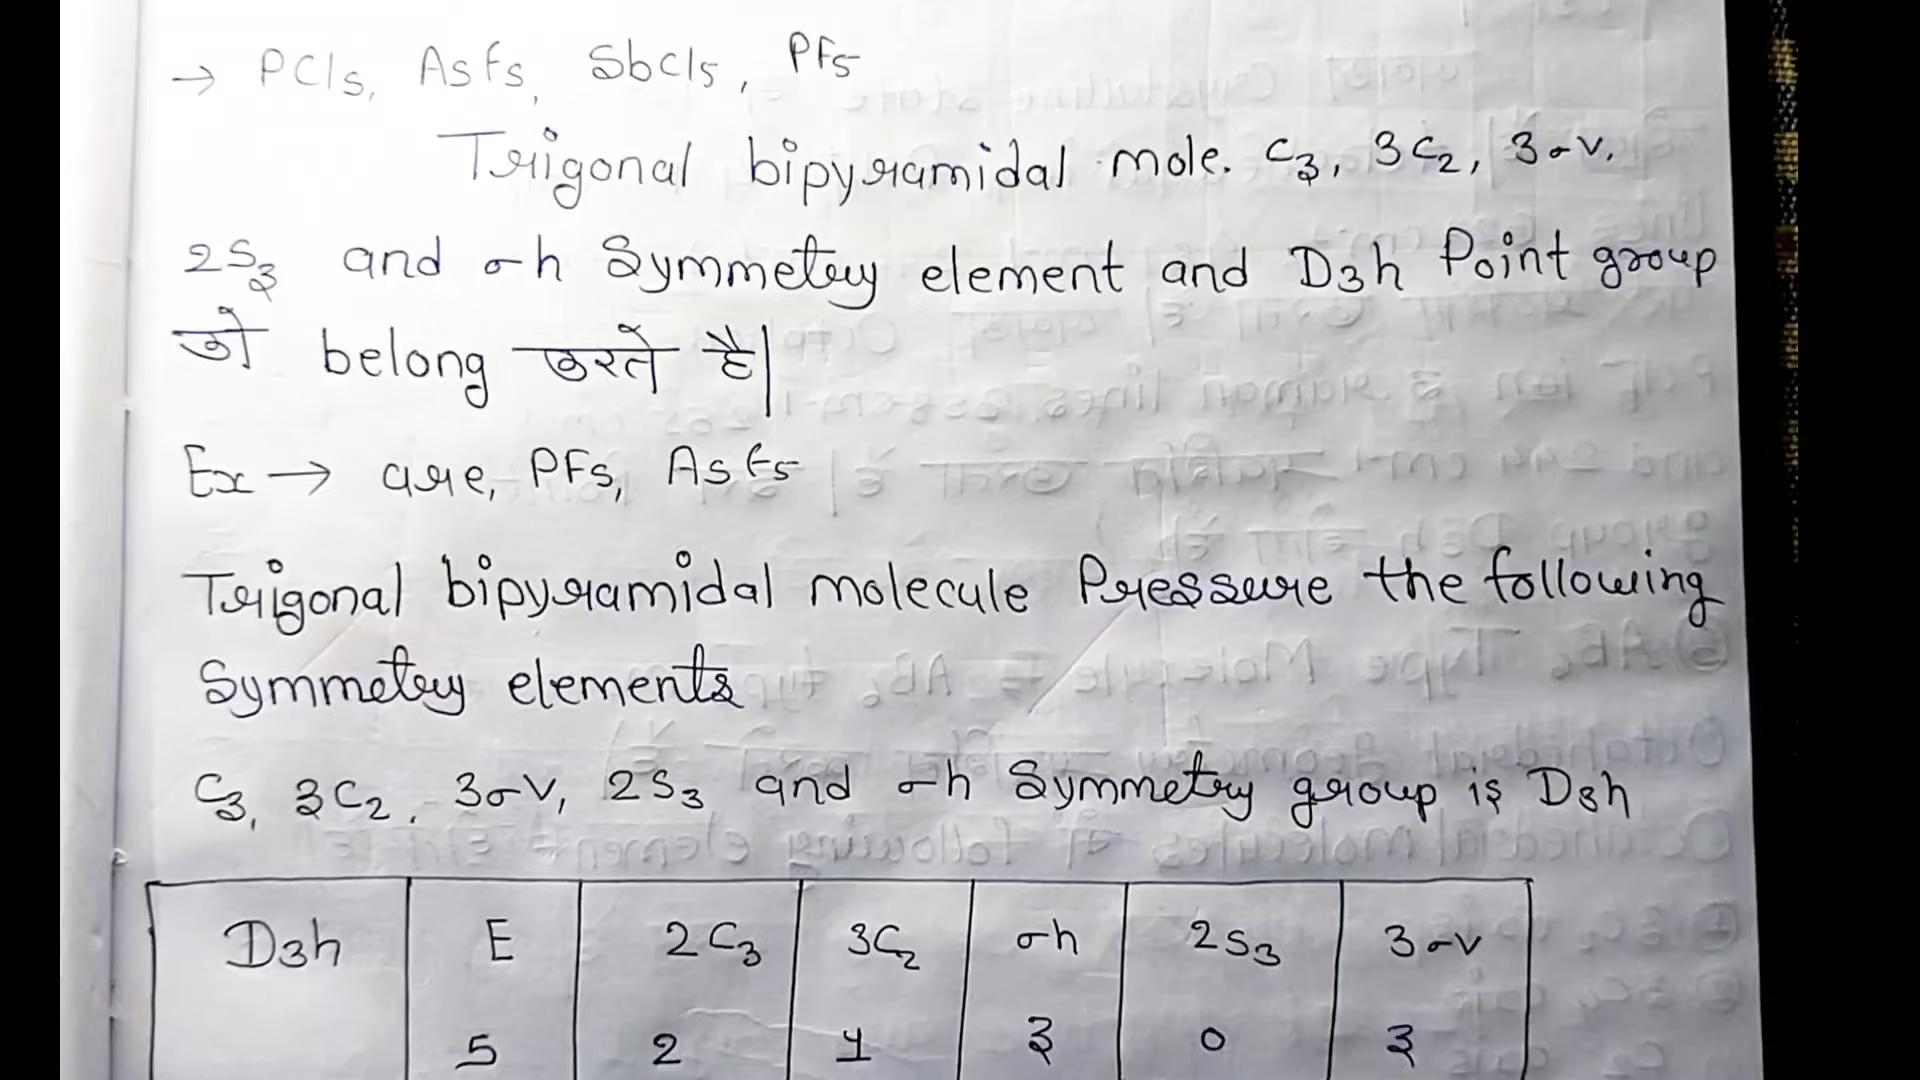 → PCl5, AsF5, SbCl5, PF5
Trigonal bipyramidal mole. C3, 3C2, 3σv.
2S3 and σh Symmetry element and D3h Point group
को belong करते है|
Ex → are, PF5, AsF5
Trigonal bipyramidal molecule Pressure the following
Symmetry elements
C3, 3C2, 3σv, 2S3 and σh Symmetry group is D3h
D3h E 2C3 3C2 σh 2S3 3σv
5 2 1 3 0 3